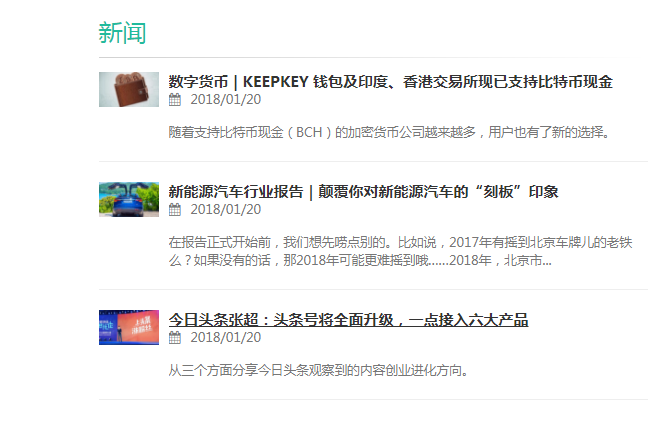 新闻
数字货币 | KEEPKEY 钱包及印度、香港交易所现已支持比特币现金
2018/01/20
随着支持比特币现金（BCH）的加密货币公司越来越多，用户也有了新的选择。
新能源汽车行业报告 | 颠覆你对新能源汽车的“刻板”印象
2018/01/20
在报告正式开始前，我们想先唠点别的。比如说，2017年有摇到北京车牌儿的老铁
么？如果没有的话，那2018年可能更难摇到哦……2018年，北京市...
今日头条张超：头条号将全面升级，一点接入六大产品
2018/01/20
从三个方面分享今日头条观察到的内容创业进化方向。